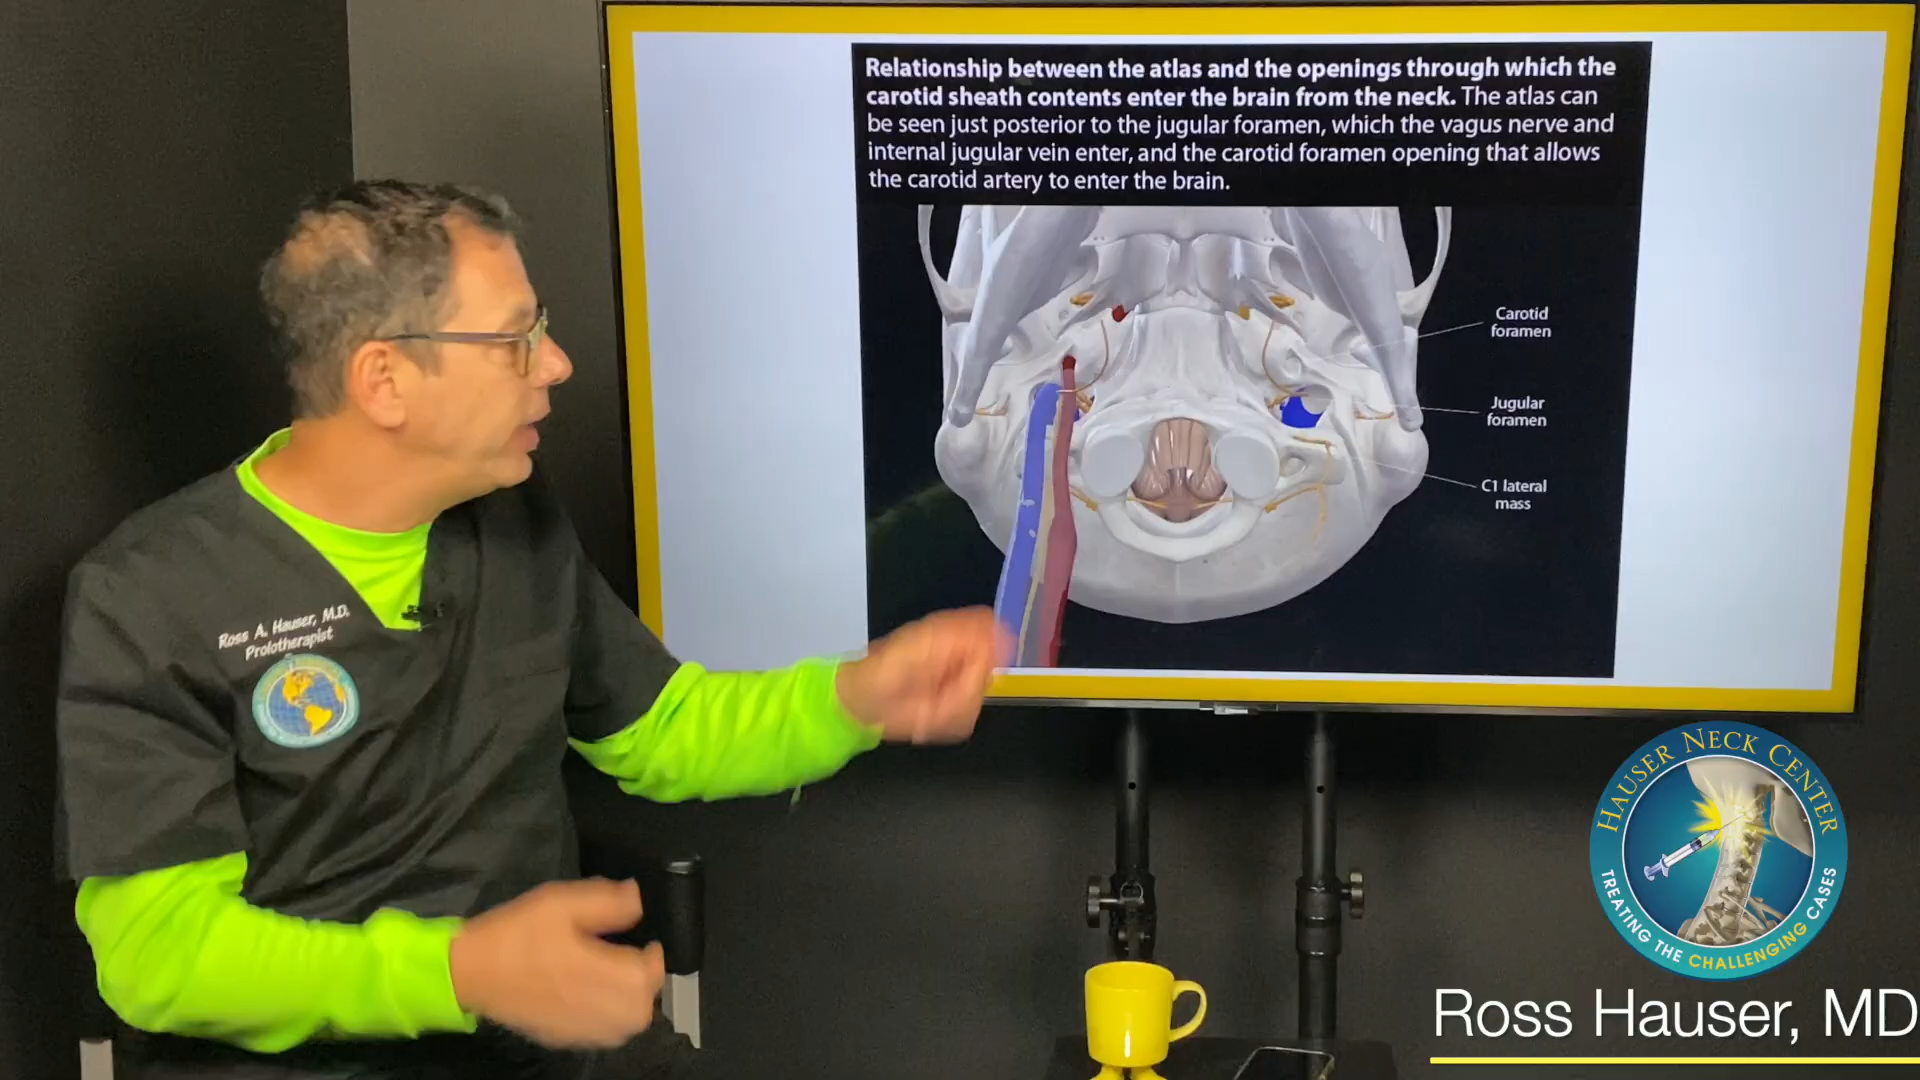 Relationship between the atlas and the openings through which the
carotid sheath contents enter the brain from the neck. The atlas can
be seen just posterior to the jugular foramen, which the vagus nerve and
internal jugular vein enter, and the carotid foramen opening that allows
the carotid artery to enter the brain.
Carotid
foramen
Jugular
foramen
C1 lateral
mass
Ross A. Hauser, M.D.
Prolotherapist
HAUSER NECK CENTER
TREATING THE CHALLENGING CASES
Ross Hauser, MD